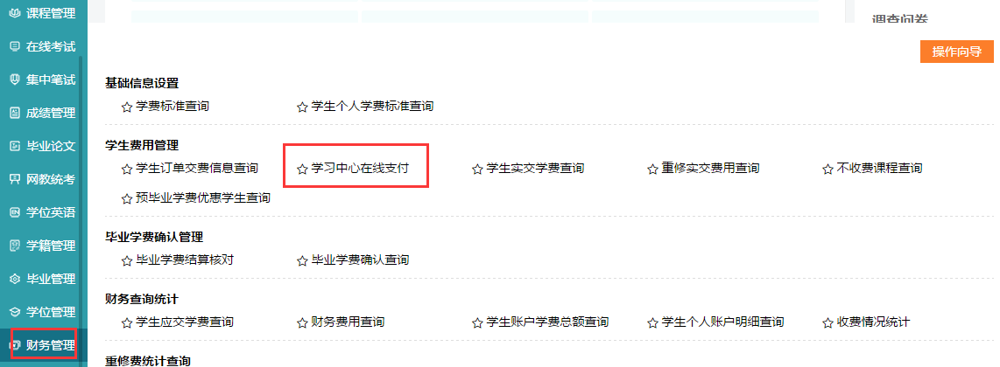 课程管理
在线考试
集中笔试
成绩管理
毕业论文
网教统考
学位英语
学籍管理
毕业管理
学位管理
财务管理
调查问卷
操作向导
基础信息设置
学费标准查询 学生个人学费标准查询
学生费用管理
学生订单交费信息查询 学习中心在线支付 学生实交学费查询 重修实交费用查询 不收费课程查询
预毕业学费优惠学生查询
毕业学费确认管理
毕业学费结算核对 毕业学费确认查询
财务查询统计
学生应交学费查询 财务费用查询 学生账户学费总额查询 学生个人账户明细查询 收费情况统计
重修费统计查询